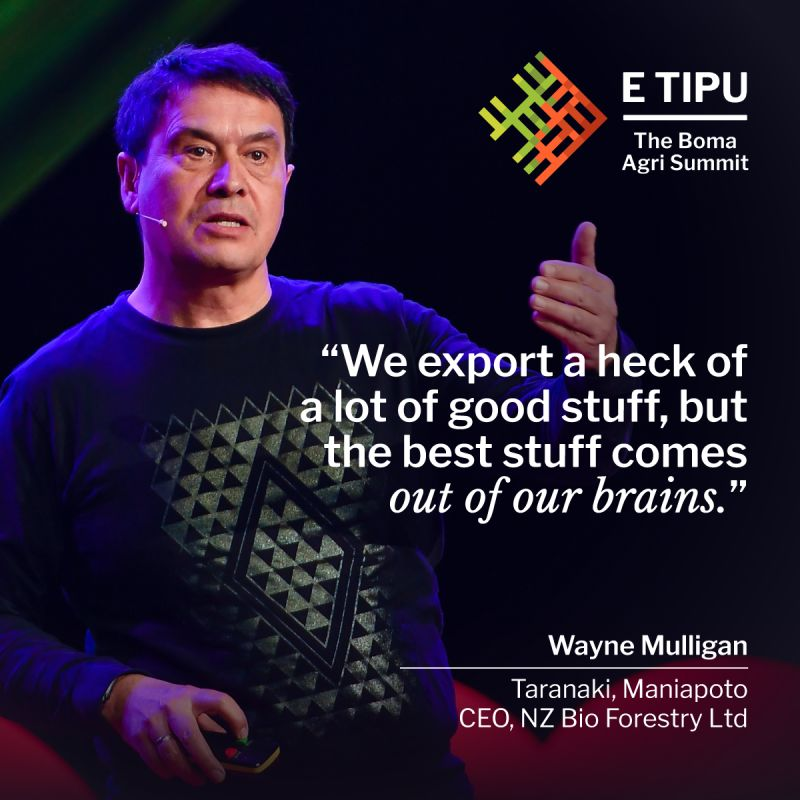 E TIPU
The Boma
Agri Summit
“We export a heck of
a lot of good stuff, but
the best stuff comes
out of our brains.”
Wayne Mulligan
Taranaki, Maniapoto
CEO, NZ Bio Forestry Ltd